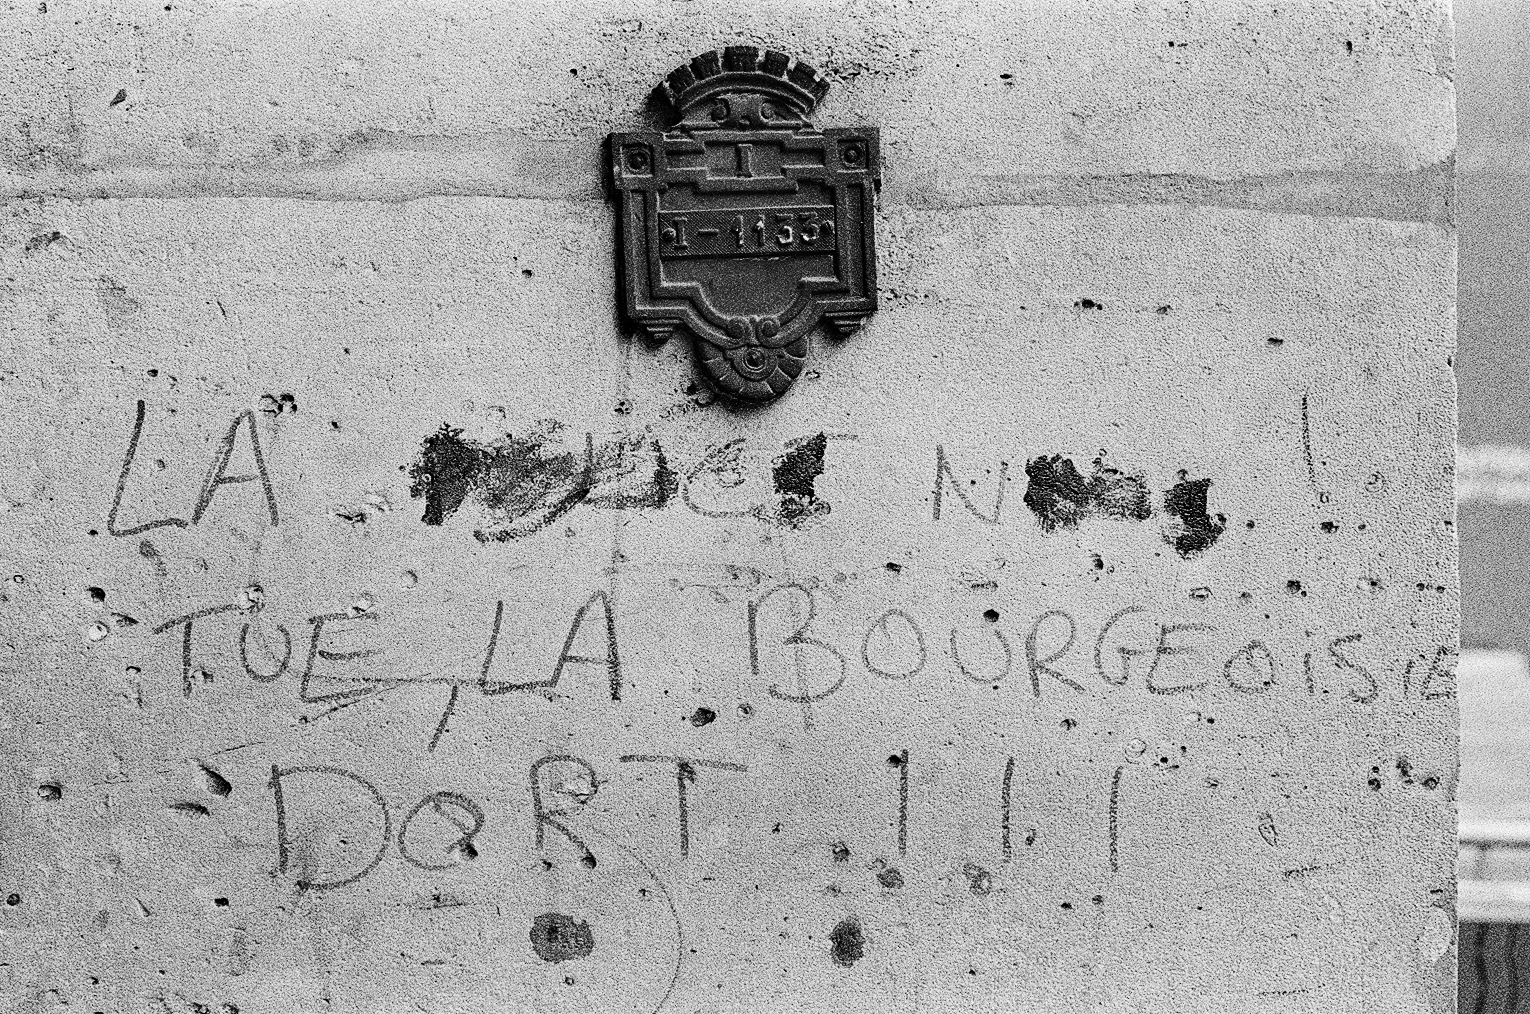 I
I-1133
LA N !
TUE, LA BOURGEOISIE
DORT !!!